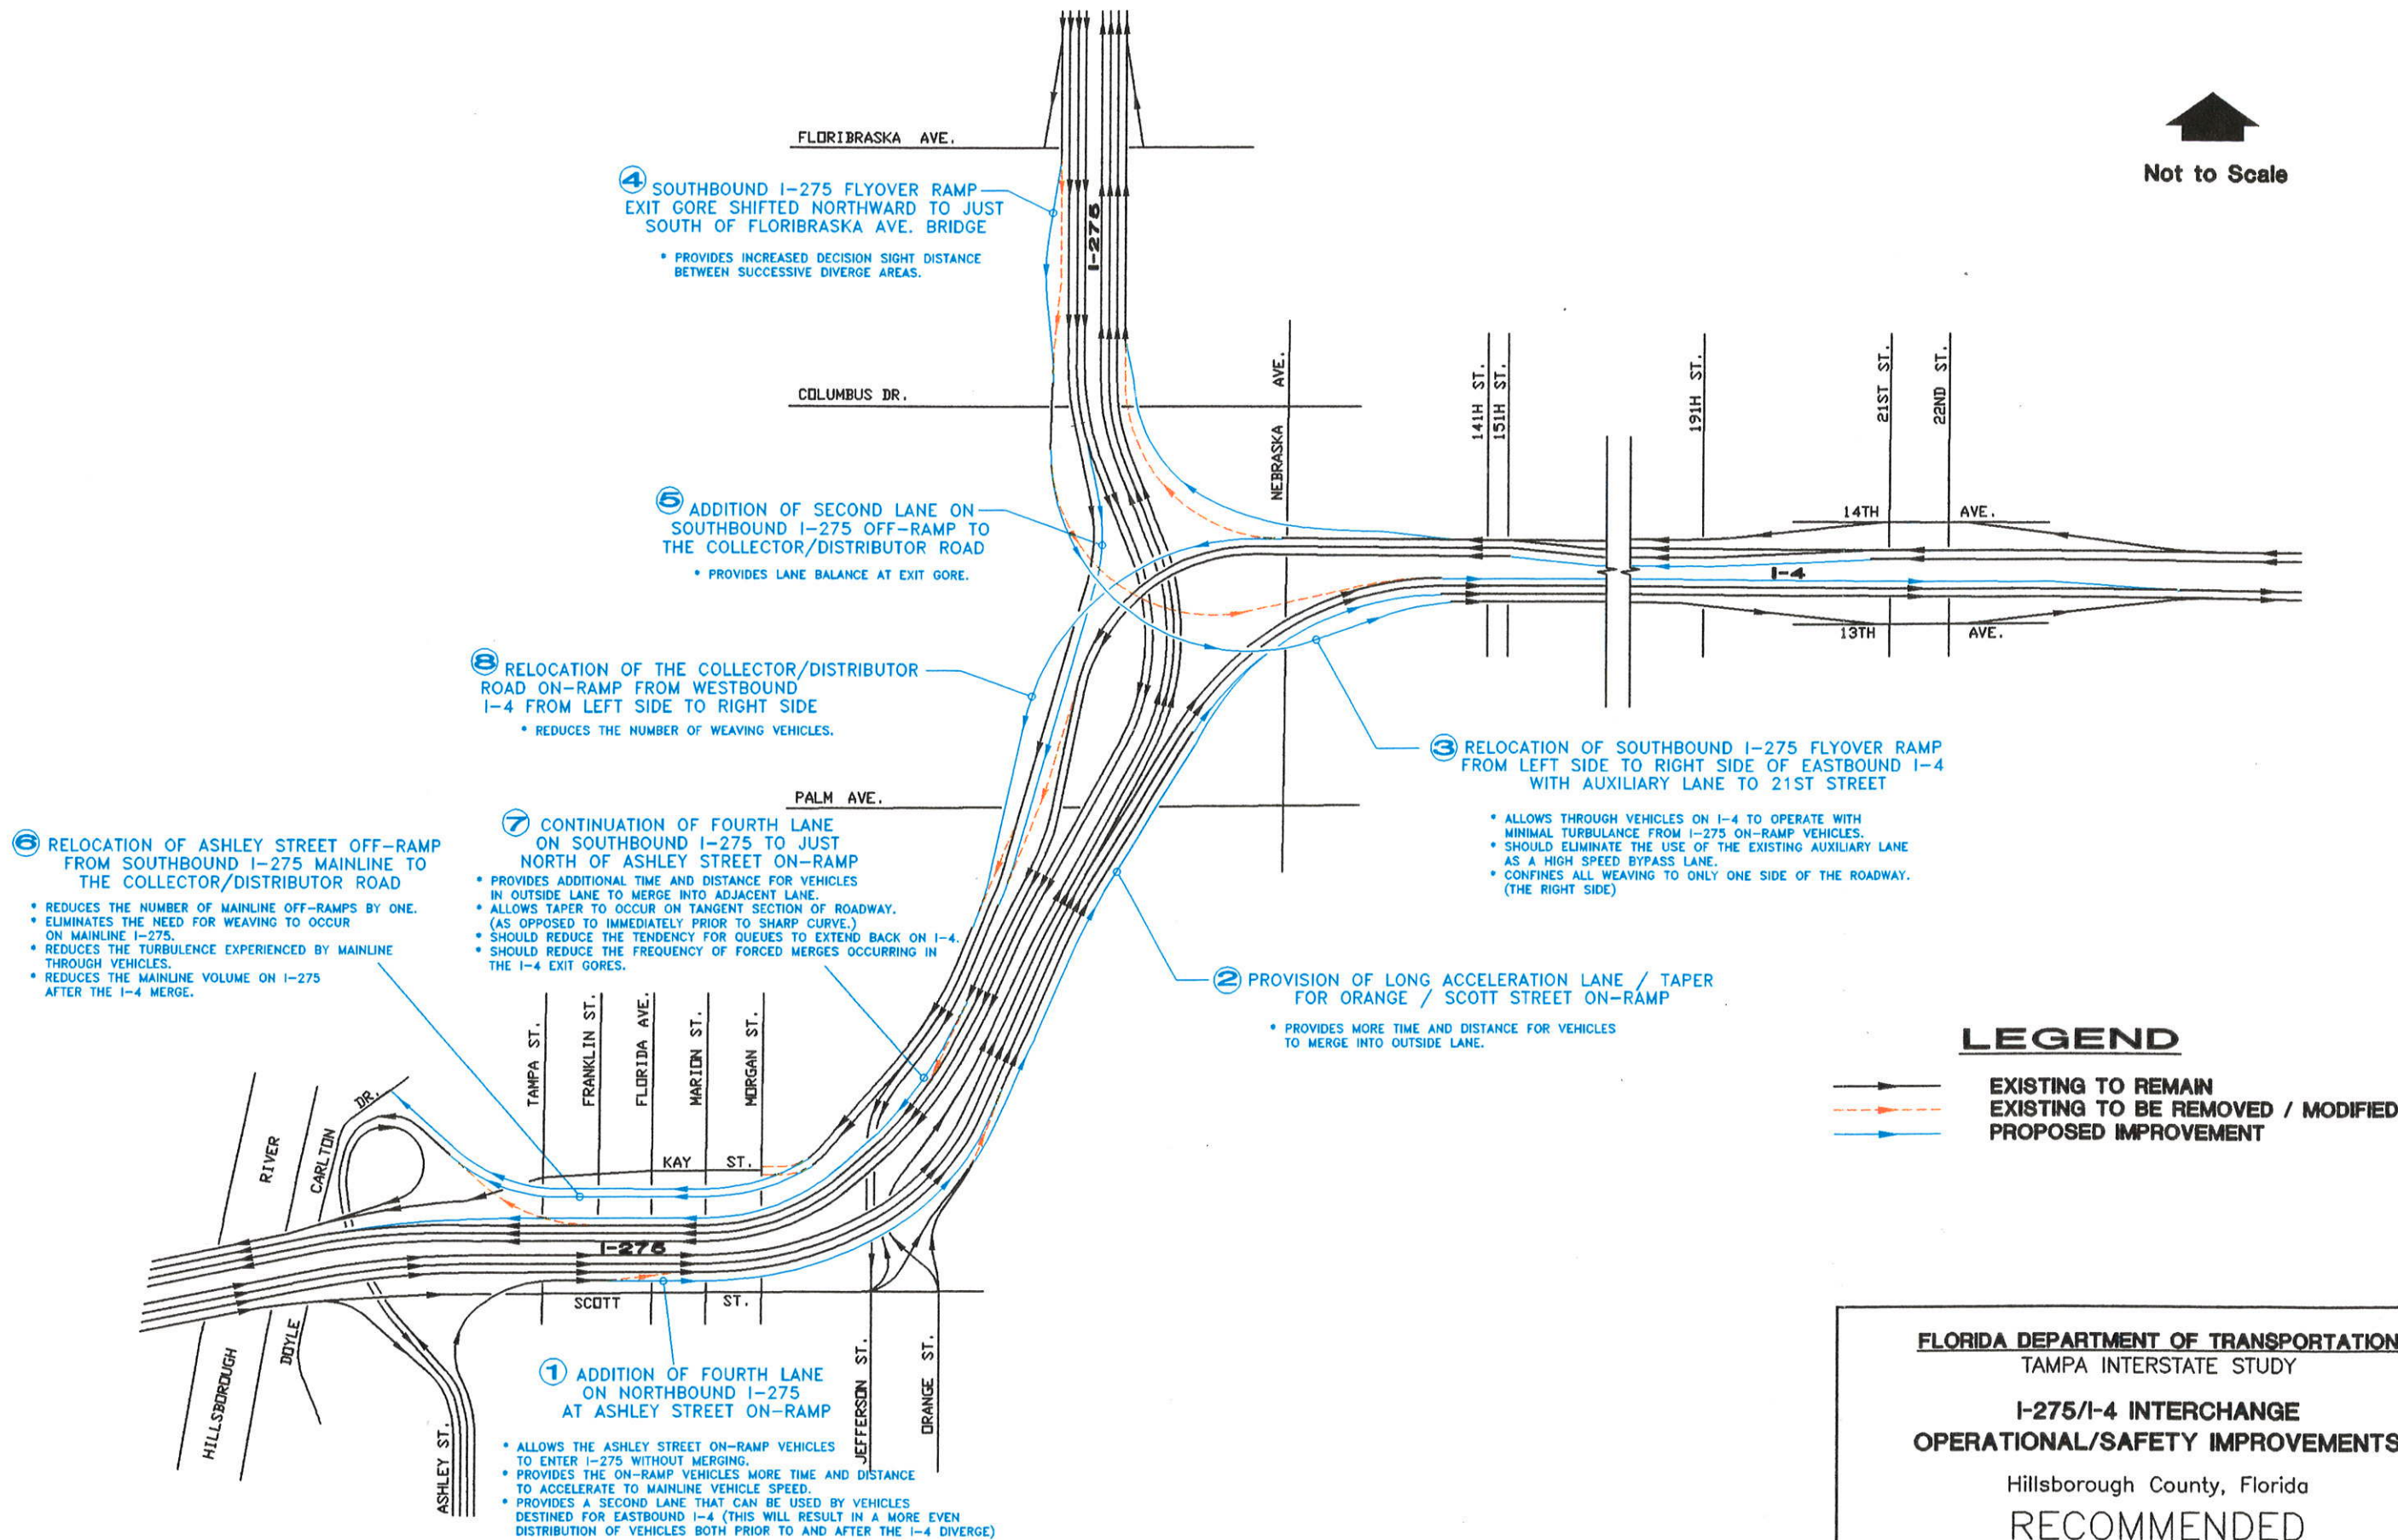 FLORIBRASKA AVE.
Not to Scale
④ SOUTHBOUND I-275 FLYOVER RAMP
EXIT GORE SHIFTED NORTHWARD TO JUST
SOUTH OF FLORIBRASKA AVE. BRIDGE
* PROVIDES INCREASED DECISION SIGHT DISTANCE
BETWEEN SUCCESSIVE DIVERGE AREAS.
I-275
COLUMBUS DR.
NEBRASKA AVE.
141H ST.
151H ST.
191H ST.
21ST ST.
22ND ST.
⑤ ADDITION OF SECOND LANE ON
SOUTHBOUND I-275 OFF-RAMP TO
THE COLLECTOR/DISTRIBUTOR ROAD
* PROVIDES LANE BALANCE AT EXIT GORE.
14TH AVE.
I-4
13TH AVE.
⑧ RELOCATION OF THE COLLECTOR/DISTRIBUTOR
ROAD ON-RAMP FROM WESTBOUND
I-4 FROM LEFT SIDE TO RIGHT SIDE
* REDUCES THE NUMBER OF WEAVING VEHICLES.
③ RELOCATION OF SOUTHBOUND I-275 FLYOVER RAMP
FROM LEFT SIDE TO RIGHT SIDE OF EASTBOUND I-4
WITH AUXILIARY LANE TO 21ST STREET
* ALLOWS THROUGH VEHICLES ON I-4 TO OPERATE WITH
MINIMAL TURBULANCE FROM I-275 ON-RAMP VEHICLES.
* SHOULD ELIMINATE THE USE OF THE EXISTING AUXILIARY LANE
AS A HIGH SPEED BYPASS LANE.
* CONFINES ALL WEAVING TO ONLY ONE SIDE OF THE ROADWAY.
(THE RIGHT SIDE)
PALM AVE.
⑥ RELOCATION OF ASHLEY STREET OFF-RAMP
FROM SOUTHBOUND I-275 MAINLINE TO
THE COLLECTOR/DISTRIBUTOR ROAD
* REDUCES THE NUMBER OF MAINLINE OFF-RAMPS BY ONE.
* ELIMINATES THE NEED FOR WEAVING TO OCCUR
ON MAINLINE I-275.
* REDUCES THE TURBULENCE EXPERIENCED BY MAINLINE
THROUGH VEHICLES.
* REDUCES THE MAINLINE VOLUME ON I-275
AFTER THE I-4 MERGE.
⑦ CONTINUATION OF FOURTH LANE
ON SOUTHBOUND I-275 TO JUST
NORTH OF ASHLEY STREET ON-RAMP
* PROVIDES ADDITIONAL TIME AND DISTANCE FOR VEHICLES
IN OUTSIDE LANE TO MERGE INTO ADJACENT LANE.
* ALLOWS TAPER TO OCCUR ON TANGENT SECTION OF ROADWAY.
(AS OPPOSED TO IMMEDIATELY PRIOR TO SHARP CURVE.)
* SHOULD REDUCE THE TENDENCY FOR QUEUES TO EXTEND BACK ON I-4.
* SHOULD REDUCE THE FREQUENCY OF FORCED MERGES OCCURRING IN
THE I-4 EXIT GORES.
② PROVISION OF LONG ACCELERATION LANE / TAPER
FOR ORANGE / SCOTT STREET ON-RAMP
* PROVIDES MORE TIME AND DISTANCE FOR VEHICLES
TO MERGE INTO OUTSIDE LANE.
TAMPA ST.
FRANKLIN ST.
FLORIDA AVE.
MARION ST.
MORGAN ST.
LEGEND
EXISTING TO REMAIN
EXISTING TO BE REMOVED / MODIFIED
PROPOSED IMPROVEMENT
RIVER
CARLTON
DR.
KAY ST.
I-275
SCOTT ST.
HILLSBOROUGH
DOYLE
ASHLEY ST.
JEFFERSON ST.
ORANGE ST.
① ADDITION OF FOURTH LANE
ON NORTHBOUND I-275
AT ASHLEY STREET ON-RAMP
* ALLOWS THE ASHLEY STREET ON-RAMP VEHICLES
TO ENTER I-275 WITHOUT MERGING.
* PROVIDES THE ON-RAMP VEHICLES MORE TIME AND DISTANCE
TO ACCELERATE TO MAINLINE VEHICLE SPEED.
* PROVIDES A SECOND LANE THAT CAN BE USED BY VEHICLES
DESTINED FOR EASTBOUND I-4 (THIS WILL RESULT IN A MORE EVEN
DISTRIBUTION OF VEHICLES BOTH PRIOR TO AND AFTER THE I-4 DIVERGE)
FLORIDA DEPARTMENT OF TRANSPORTATION
TAMPA INTERSTATE STUDY
I-275/I-4 INTERCHANGE
OPERATIONAL/SAFETY IMPROVEMENTS
Hillsborough County, Florida
RECOMMENDED